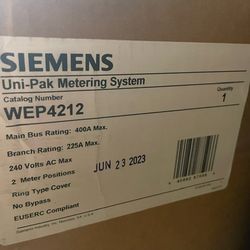 SIEMENS
Uni-Pak Metering System
Catalog Number
WEP4212
Quantity
1
Main Bus Rating: 400A Max.
Branch Rating: 225A Max.
240 Volts AC Max
2 Meter Positions
Ring Type Cover
No Bypass
EUSERC Compliant
JUN 23 2023